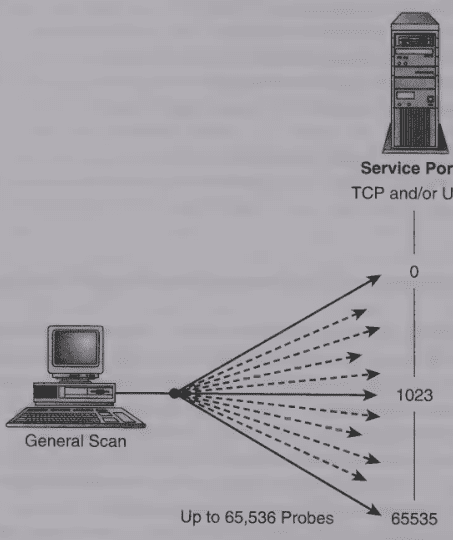 Service Por
TCP and/or U
0
1023
General Scan
Up to 65,536 Probes
65535